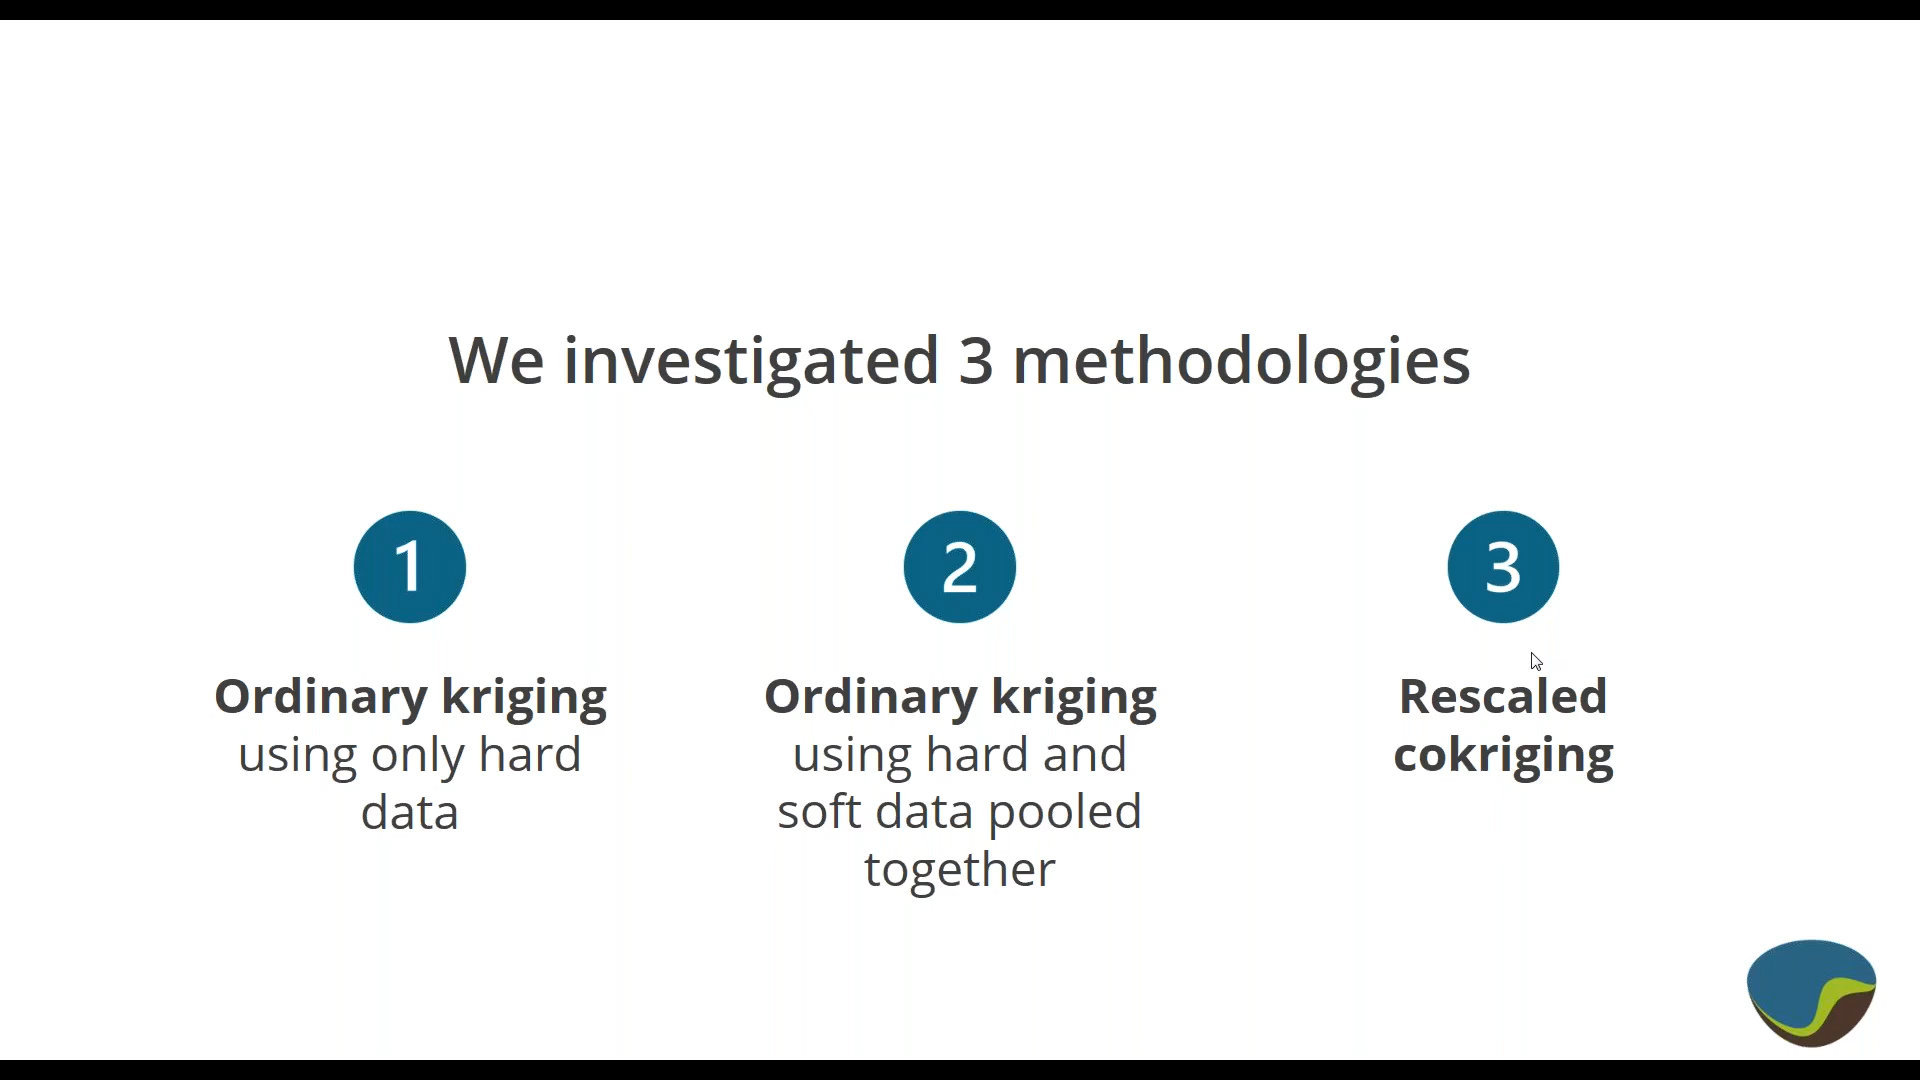 We investigated 3 methodologies
1
Ordinary kriging
using only hard
data
2
Ordinary kriging
using hard and
soft data pooled
together
3
Rescaled
cokriging